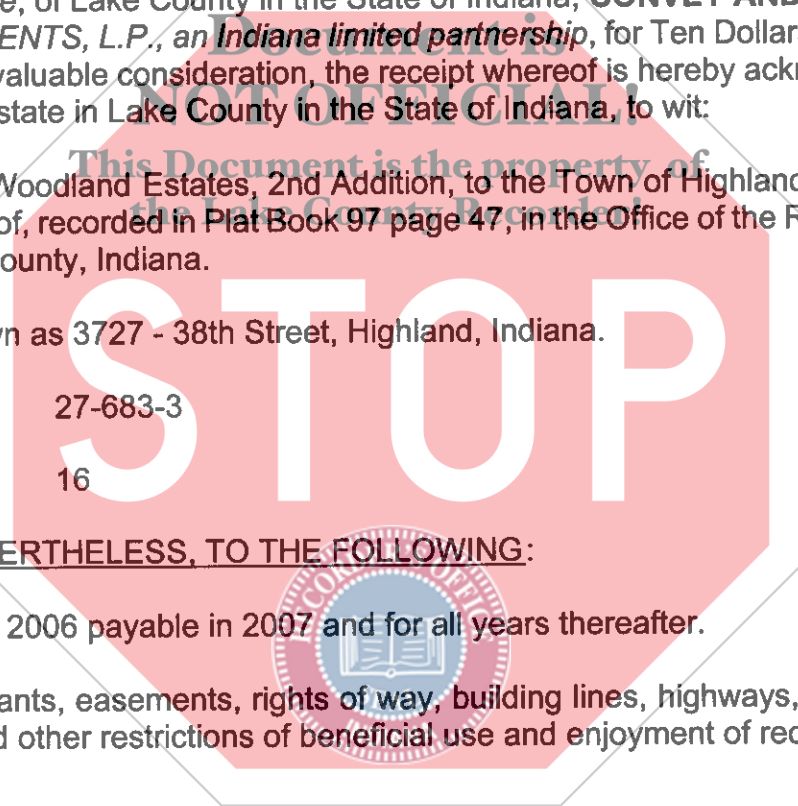 e, of Lake County in the State of Indiana, CONVEY AND
ENTS, L.P., an Indiana limited partnership, for Ten Dollar
Document is
valuable consideration, the receipt whereof is hereby ackn
NOT OFFICIAL!
state in Lake County in the State of Indiana, to wit:
This Document is the property of
Woodland Estates, 2nd Addition, to the Town of Highland
the Lake County Recorder!
of, recorded in Plat Book 97 page 47, in the Office of the R
ounty, Indiana.
STOP
n as 3727 - 38th Street, Highland, Indiana.
27-683-3
16
ERTHELESS, TO THE FOLLOWING:
RECORDER'S OFFICE
2006 payable in 2007 and for all years thereafter.
ants, easements, rights of way, building lines, highways,
d other restrictions of beneficial use and enjoyment of rec